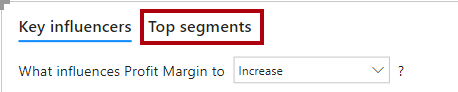 Key influencers Top segments
What influences Profit Margin to Increase ?